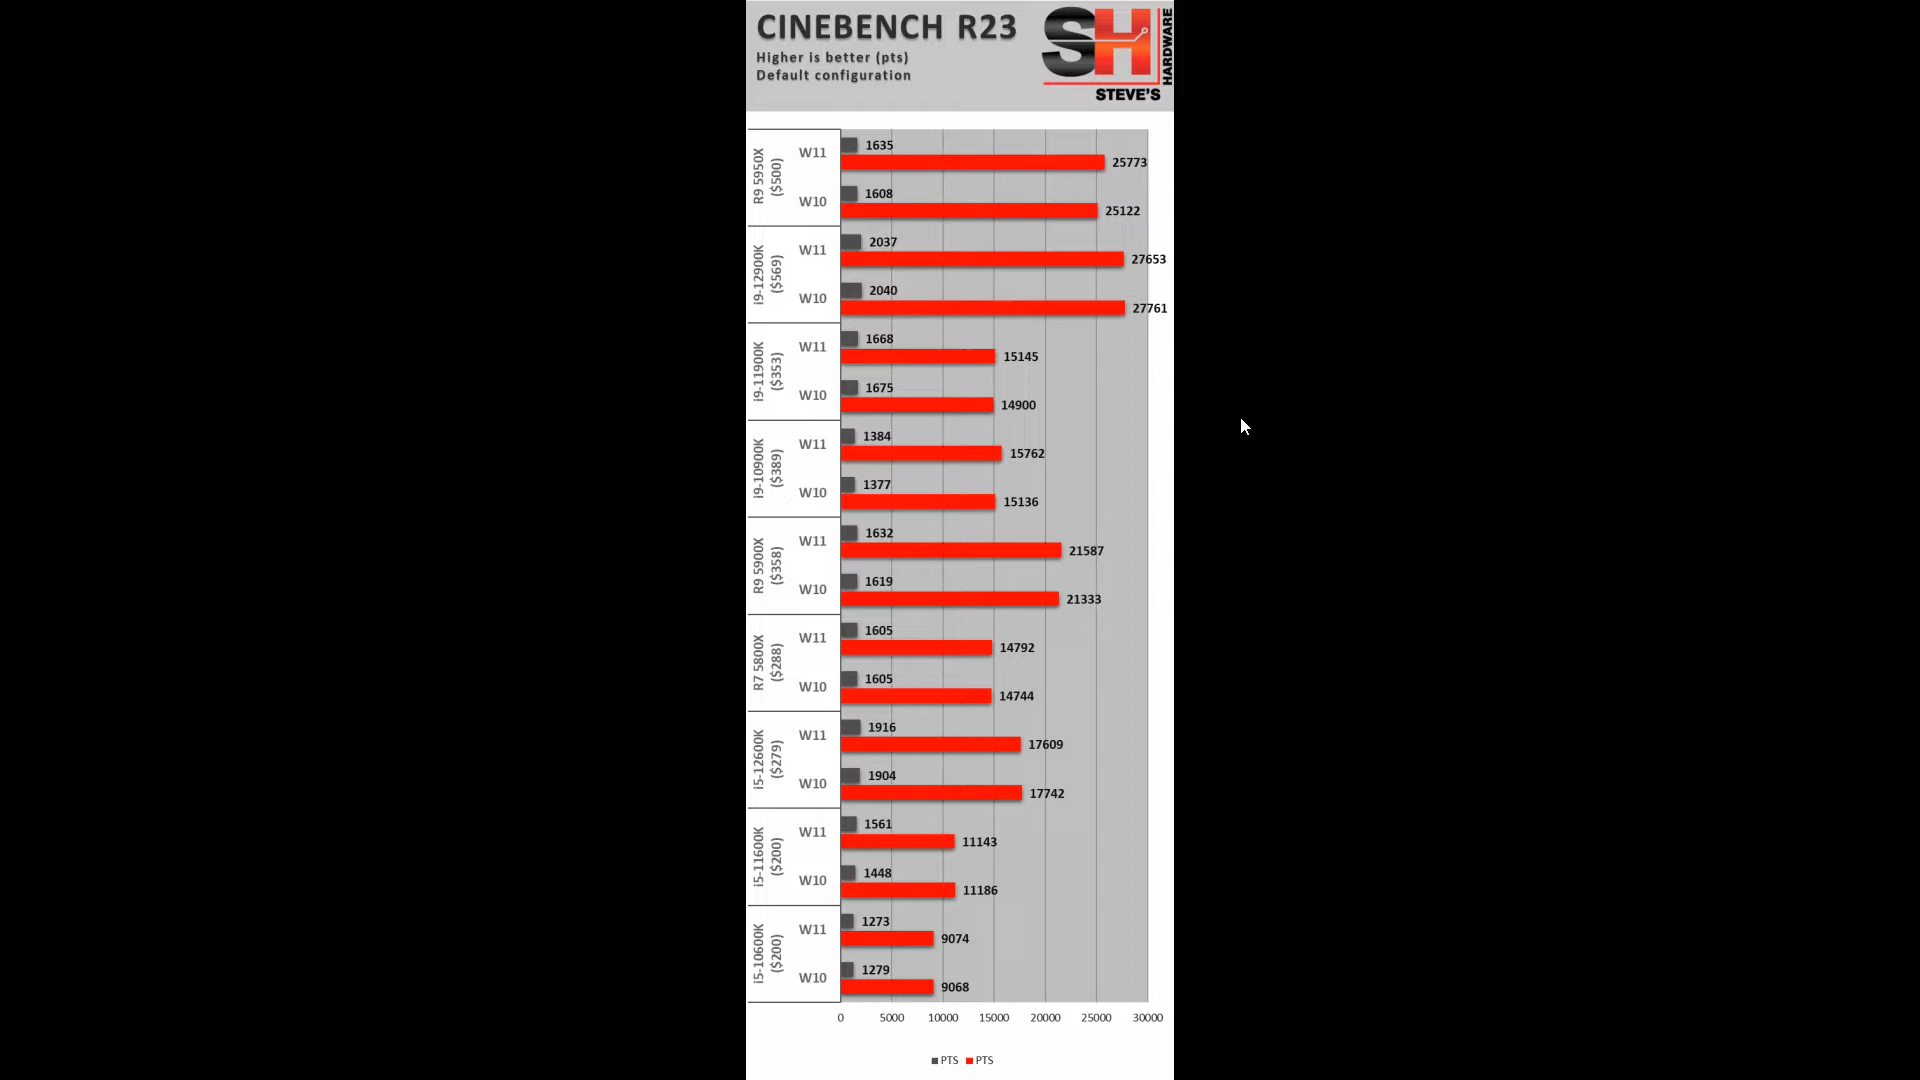 CINEBENCH R23
Higher is better (pts)
Default configuration
SH
HARDWARE
STEVE'S
R9 5950X
($500)
W11
1635
25773
W10
1608
25122
i9-12900K
($569)
W11
2037
27653
W10
2040
27761
i9-11900K
($353)
W11
1668
15145
W10
1675
14900
i9-10900K
($389)
W11
1384
15762
W10
1377
15136
R9 5900X
($358)
W11
1632
21587
W10
1619
21333
R7 5800X
($288)
W11
1605
14792
W10
1605
14744
i5-12600K
($279)
W11
1916
17609
W10
1904
17742
i5-11600K
($200)
W11
1561
11143
W10
1448
11186
i5-10600K
($200)
W11
1273
9074
W10
1279
9068
0 5000 10000 15000 20000 25000 30000
PTS PTS